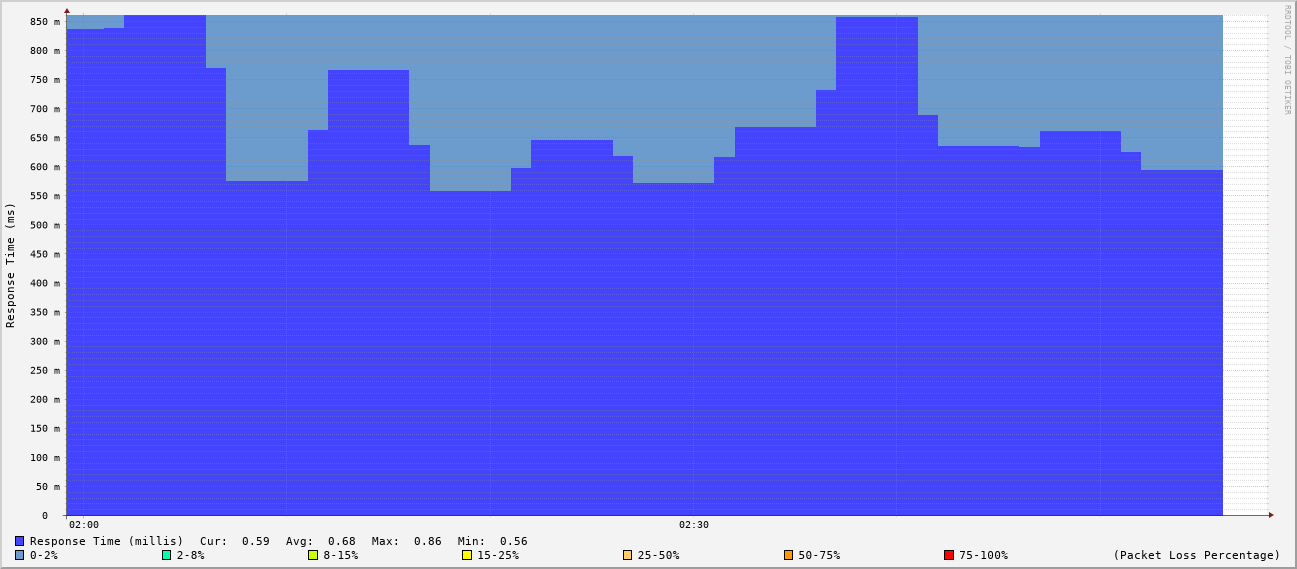 RRDTOOL / TOBI OETIKER
Response Time (ms)
850 m
800 m
750 m
700 m
650 m
600 m
550 m
500 m
450 m
400 m
350 m
300 m
250 m
200 m
150 m
100 m
50 m
0
02:00 02:30
Response Time (millis) Cur: 0.59 Avg: 0.68 Max: 0.86 Min: 0.56
0-2% 2-8% 8-15% 15-25% 25-50% 50-75% 75-100% (Packet Loss Percentage)